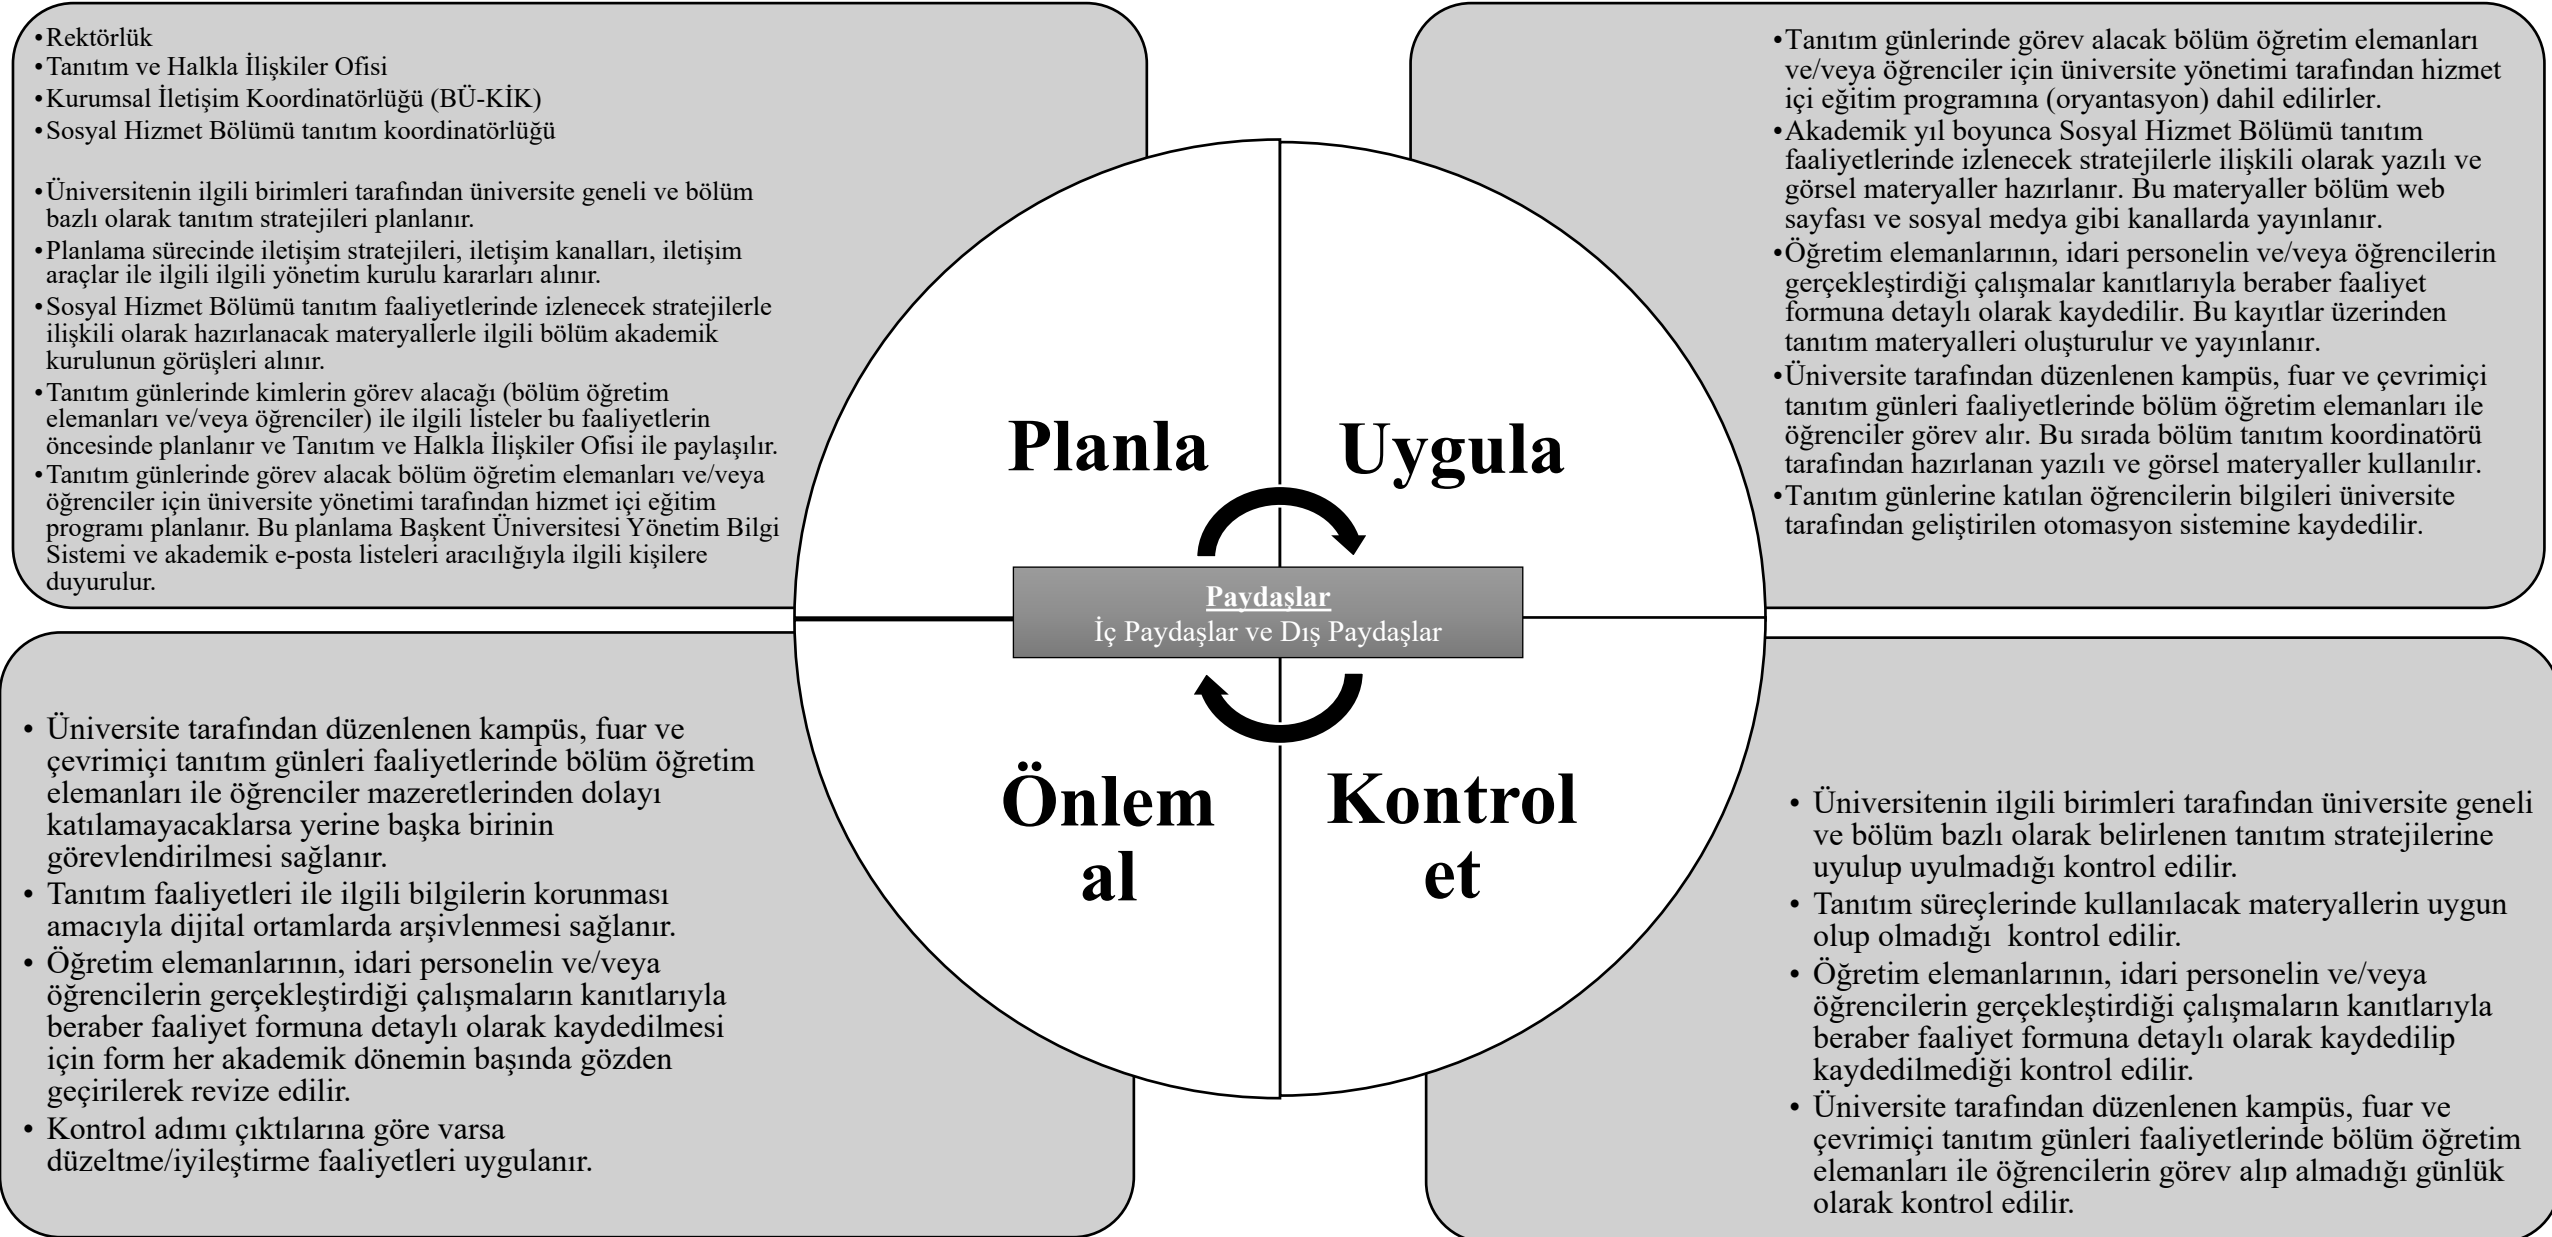 •Rektörlük
•Tanıtım ve Halkla İlişkiler Ofisi
•Kurumsal İletişim Koordinatörlüğü (BÜ-KİK)
•Sosyal Hizmet Bölümü tanıtım koordinatörlüğü
•Üniversitenin ilgili birimleri tarafından üniversite geneli ve bölüm
bazlı olarak tanıtım stratejileri planlanır.
•Planlama sürecinde iletişim stratejileri, iletişim kanalları, iletişim
araçlar ile ilgili ilgili yönetim kurulu kararları alınır.
•Sosyal Hizmet Bölümü tanıtım faaliyetlerinde izlenecek stratejilerle
ilişkili olarak hazırlanacak materyallerle ilgili bölüm akademik
kurulunun görüşleri alınır.
•Tanıtım günlerinde kimlerin görev alacağı (bölüm öğretim
elemanları ve/veya öğrenciler) ile ilgili listeler bu faaliyetlerin
öncesinde planlanır ve Tanıtım ve Halkla İlişkiler Ofisi ile paylaşılır.
•Tanıtım günlerinde görev alacak bölüm öğretim elemanları ve/veya
öğrenciler için üniversite yönetimi tarafından hizmet içi eğitim
programı planlanır. Bu planlama Başkent Üniversitesi Yönetim Bilgi
Sistemi ve akademik e-posta listeleri aracılığıyla ilgili kişilere
duyurulur.
•Tanıtım günlerinde görev alacak bölüm öğretim elemanları
ve/veya öğrenciler için üniversite yönetimi tarafından hizmet
içi eğitim programına (oryantasyon) dahil edilirler.
•Akademik yıl boyunca Sosyal Hizmet Bölümü tanıtım
faaliyetlerinde izlenecek stratejilerle ilişkili olarak yazılı ve
görsel materyaller hazırlanır. Bu materyaller bölüm web
sayfası ve sosyal medya gibi kanallarda yayınlanır.
•Öğretim elemanlarının, idari personelin ve/veya öğrencilerin
gerçekleştirdiği çalışmalar kanıtlarıyla beraber faaliyet
formuna detaylı olarak kaydedilir. Bu kayıtlar üzerinden
tanıtım materyalleri oluşturulur ve yayınlanır.
•Üniversite tarafından düzenlenen kampüs, fuar ve çevrimiçi
tanıtım günleri faaliyetlerinde bölüm öğretim elemanları ile
öğrenciler görev alır. Bu sırada bölüm tanıtım koordinatörü
tarafından hazırlanan yazılı ve görsel materyaller kullanılır.
•Tanıtım günlerine katılan öğrencilerin bilgileri üniversite
tarafından geliştirilen otomasyon sistemine kaydedilir.
Planla
Uygula
Paydaşlar
İç Paydaşlar ve Dış Paydaşlar
Önlem
al
Kontrol
et
• Üniversite tarafından düzenlenen kampüs, fuar ve
çevrimiçi tanıtım günleri faaliyetlerinde bölüm öğretim
elemanları ile öğrenciler mazeretlerinden dolayı
katılamayacaklarsa yerine başka birinin
görevlendirilmesi sağlanır.
• Tanıtım faaliyetleri ile ilgili bilgilerin korunması
amacıyla dijital ortamlarda arşivlenmesi sağlanır.
• Öğretim elemanlarının, idari personelin ve/veya
öğrencilerin gerçekleştirdiği çalışmaların kanıtlarıyla
beraber faaliyet formuna detaylı olarak kaydedilmesi
için form her akademik dönemin başında gözden
geçirilerek revize edilir.
• Kontrol adımı çıktılarına göre varsa
düzeltme/iyileştirme faaliyetleri uygulanır.
• Üniversitenin ilgili birimleri tarafından üniversite geneli
ve bölüm bazlı olarak belirlenen tanıtım stratejilerine
uyulup uyulmadığı kontrol edilir.
• Tanıtım süreçlerinde kullanılacak materyallerin uygun
olup olmadığı  kontrol edilir.
• Öğretim elemanlarının, idari personelin ve/veya
öğrencilerin gerçekleştirdiği çalışmaların kanıtlarıyla
beraber faaliyet formuna detaylı olarak kaydedilip
kaydedilmediği kontrol edilir.
• Üniversite tarafından düzenlenen kampüs, fuar ve
çevrimiçi tanıtım günleri faaliyetlerinde bölüm öğretim
elemanları ile öğrencilerin görev alıp almadığı günlük
olarak kontrol edilir.